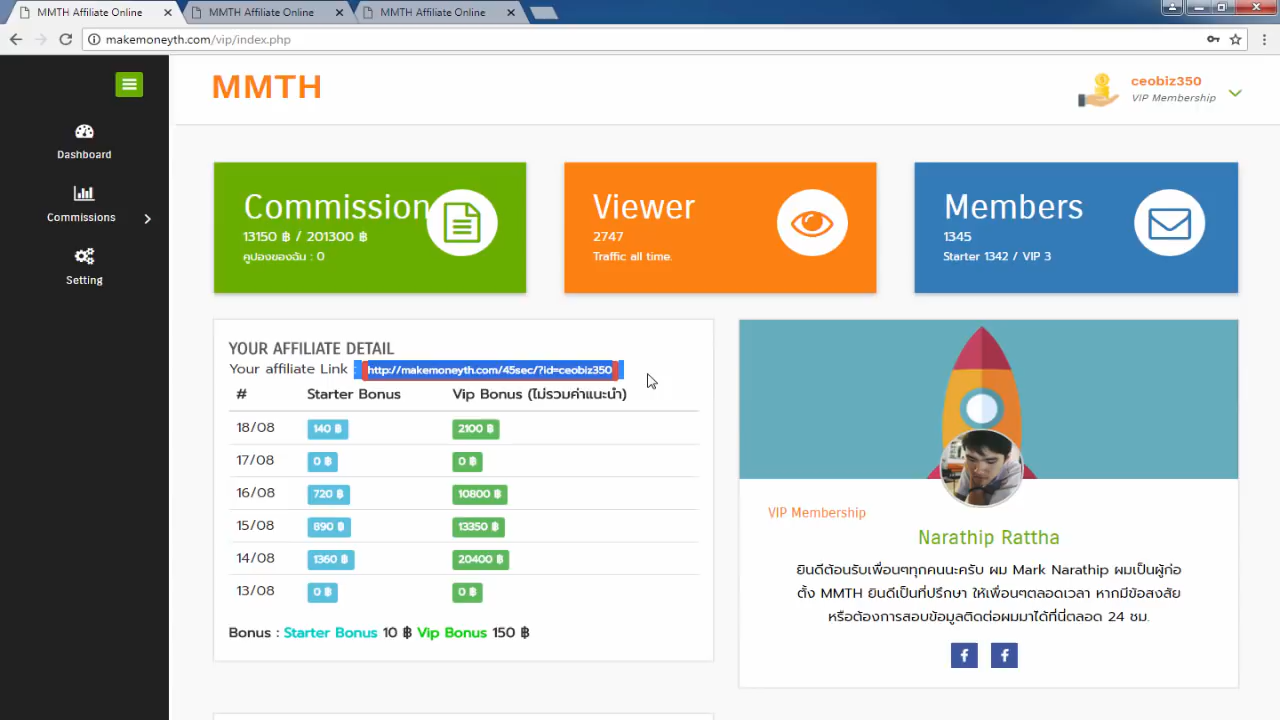 MMTH Affiliate Online
MMTH Affiliate Online
MMTH Affiliate Online
makemoneyth.com/vip/index.php
MMTH
ceobiz350
VIP Membership
Dashboard
Commissions
Setting
Commission
13150 ฿ / 201300 ฿
คูปองของฉัน : 0
Viewer
2747
Traffic all time.
Members
1345
Starter 1342 / VIP 3
YOUR AFFILIATE DETAIL
Your affiliate Link : http://makemoneyth.com/45sec/?id=ceobiz350
# Starter Bonus Vip Bonus (ไม่รวมค่าแนะนำ)
18/08 140 ฿ 2100 ฿
17/08 0 ฿ 0 ฿
16/08 720 ฿ 10800 ฿
15/08 890 ฿ 13350 ฿
14/08 1360 ฿ 20400 ฿
13/08 0 ฿ 0 ฿
Bonus : Starter Bonus 10 ฿ Vip Bonus 150 ฿
VIP Membership
Narathip Rattha
ยินดีต้อนรับเพื่อนๆทุกคนนะครับ ผม Mark Narathip ผมเป็นผู้ก่อ
ตั้ง MMTH ยินดีเป็นที่ปรึกษา ให้เพื่อนๆตลอดเวลา หากมีข้อสงสัย
หรือต้องการสอบข้อมูลติดต่อผมมาได้ที่นี่ตลอด 24 ชม.